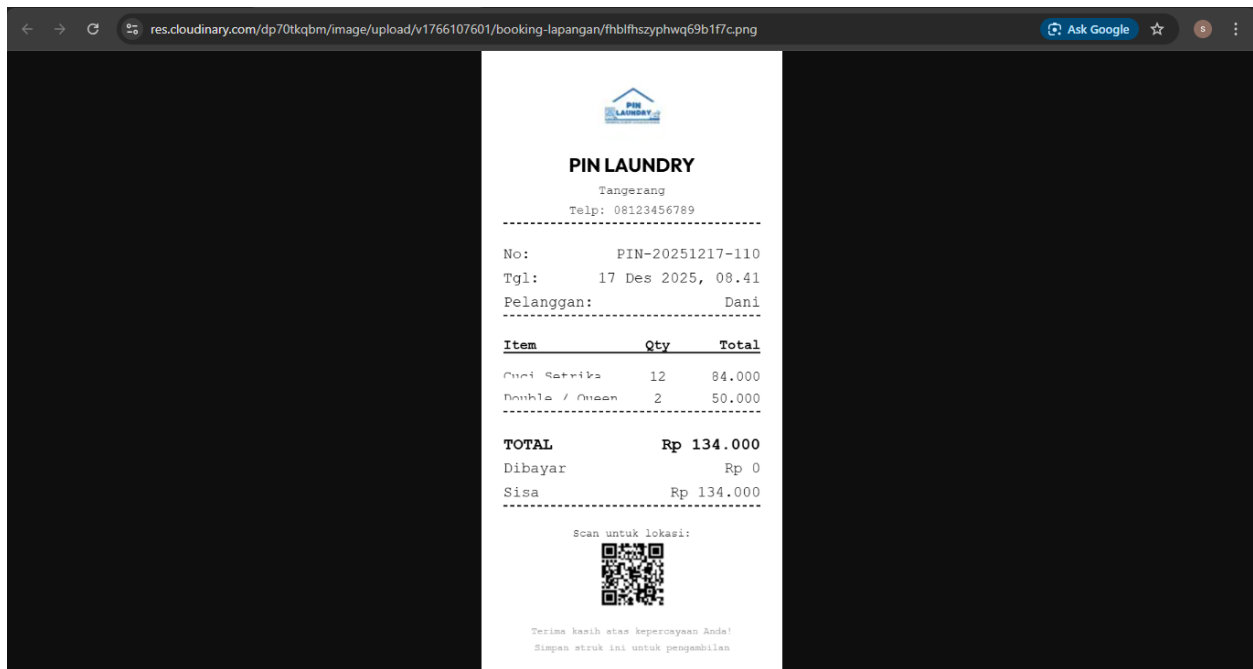 res.cloudinary.com/dp70tkqbm/image/upload/v1766107601/booking-lapangan/fhblfhszyphwq69b1f7c.png
Ask Google
S
PIN
LAUNDRY
PIN LAUNDRY
Tangerang
Telp: 08123456789
No: PIN-20251217-110
Tgl: 17 Des 2025, 08.41
Pelanggan: Dani
Item Qty Total
Cuci Setrika 12 84.000
Double / Queen 2 50.000
TOTAL Rp 134.000
Dibayar Rp 0
Sisa Rp 134.000
Scan untuk lokasi:
Terima kasih atas kepercayaan Anda!
Simpan struk ini untuk pengambilan